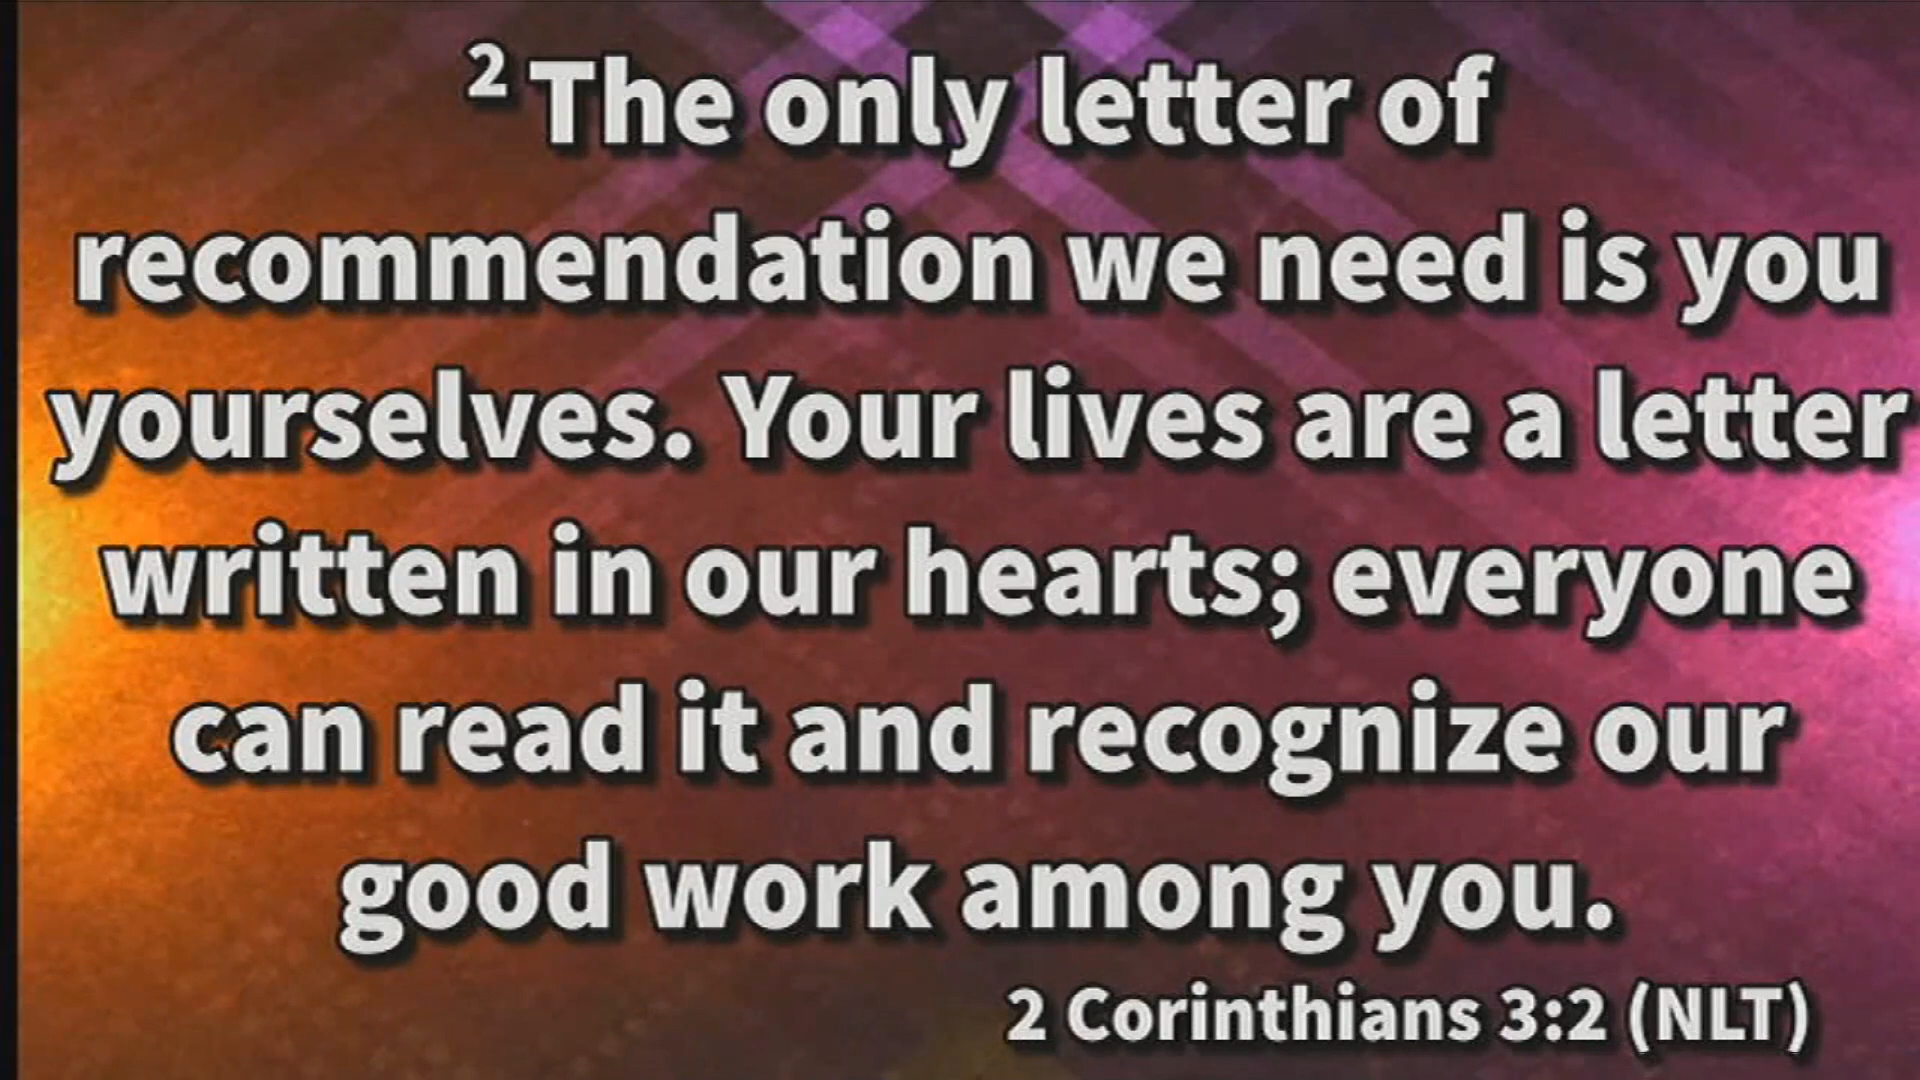 2 The only letter of
recommendation we need is you
yourselves. Your lives are a letter
written in our hearts; everyone
can read it and recognize our
good work among you.
2 Corinthians 3:2 (NLT)